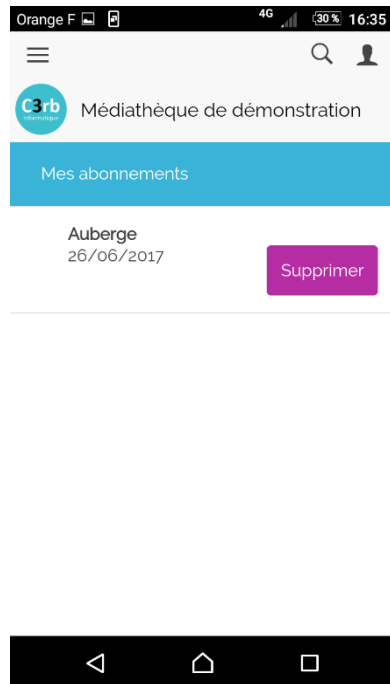 Orange F 4G 30% 16:35
C3rb
Informatique
Médiathèque de démonstration
Mes abonnements
Auberge
26/06/2017
Supprimer